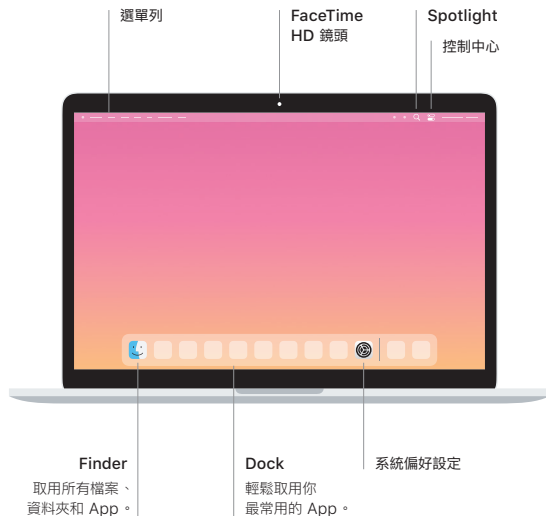 選單列
FaceTime
HD 鏡頭
Spotlight
控制中心
Finder
取用所有檔案、
資料夾和 App。
Dock
輕鬆取用你
最常用的 App。
系統偏好設定